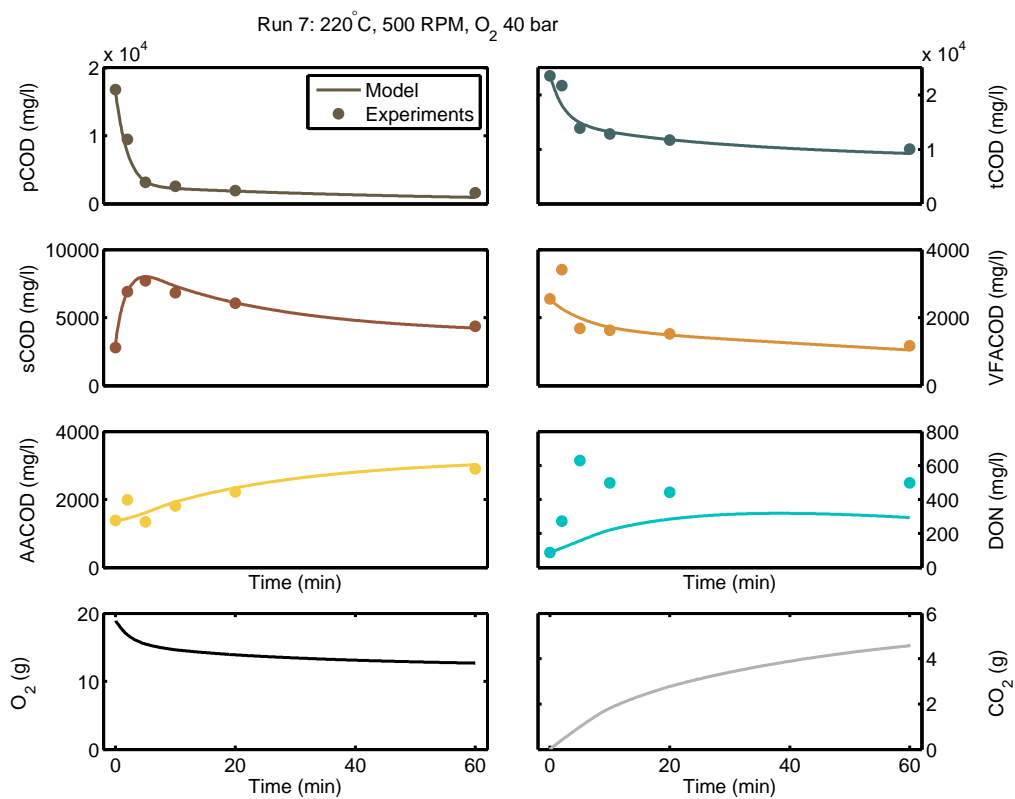 Run 7: 220°C, 500 RPM, O2 40 bar
x 10^4
2
1
0
pCOD (mg/l)
Model
Experiments
x 10^4
2
1
0
tCOD (mg/l)
10000
5000
0
sCOD (mg/l)
4000
2000
0
VFACOD (mg/l)
4000
2000
0
AACOD (mg/l)
Time (min)
800
600
400
200
0
DON (mg/l)
Time (min)
20
10
0
O2 (g)
0 20 40 60
Time (min)
6
4
2
0
CO2 (g)
0 20 40 60
Time (min)